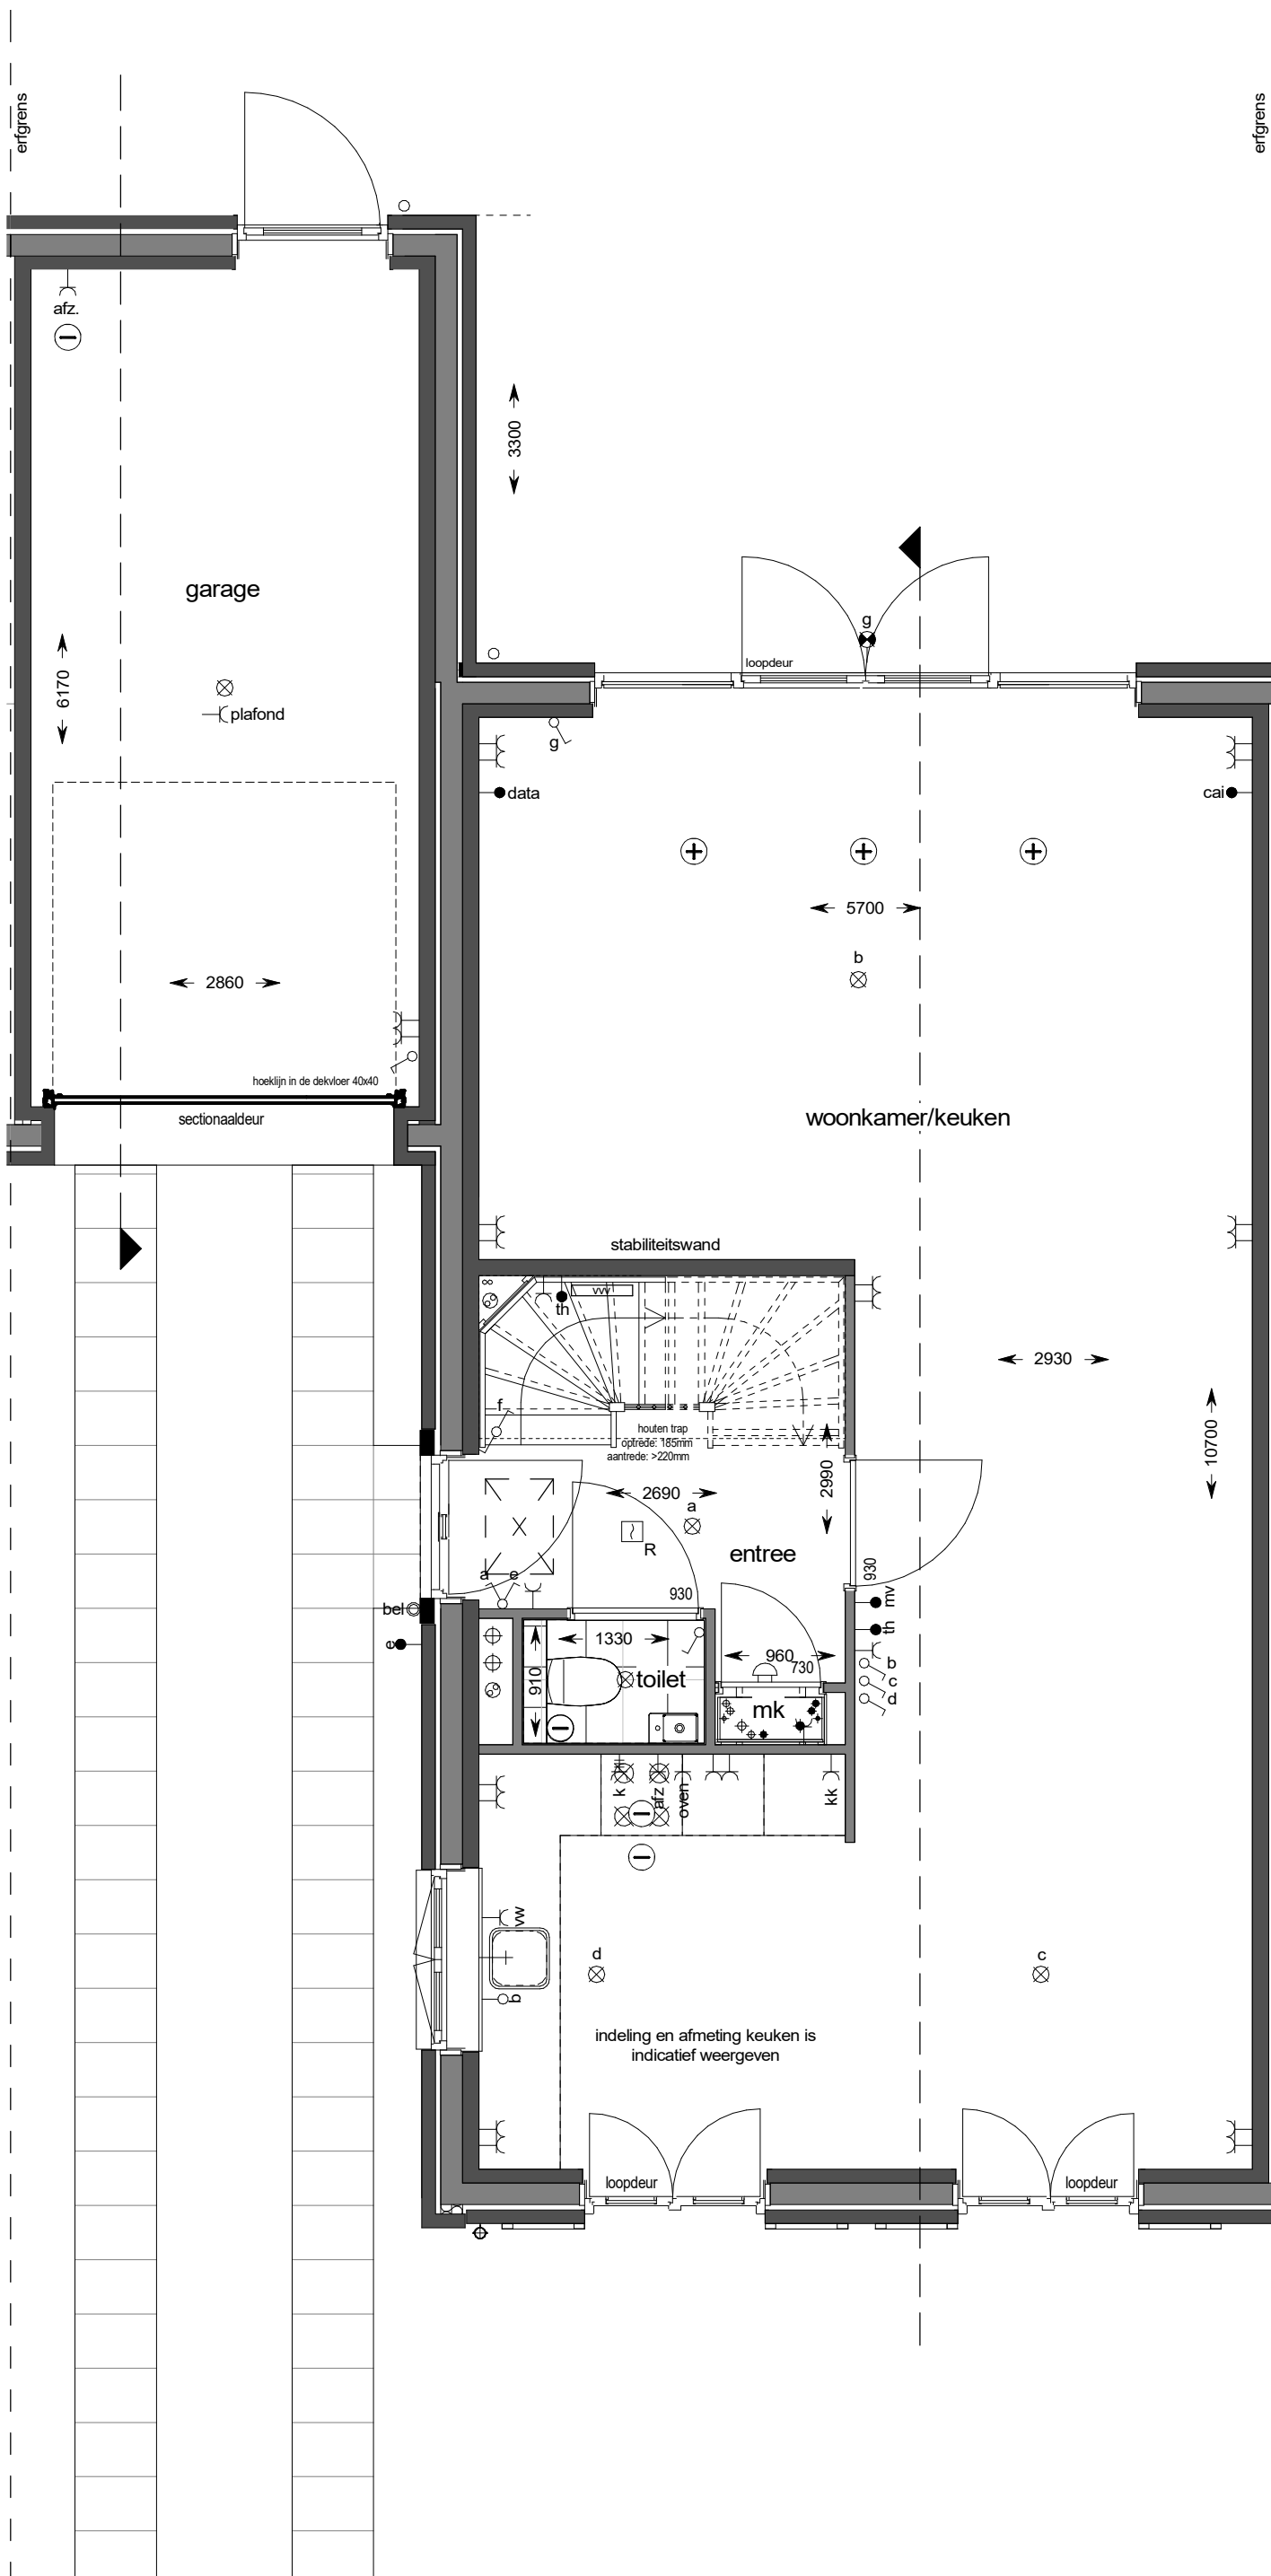 erfgrens
erfgrens
afz.
3300
garage
g
loopdeur
6170
plafond
g
data
cai
5700
b
2860
hoeklijn in de dekvloer 40x40
sectionaaldeur
woonkamer/keuken
stabiliteitswand
vvv
th
2930
f
houten trap
optrede: 185mm
aantrede: >220mm
10700
2990
2690
a
R
entree
930
a
e
930
bel
mv
e
th
1330
960
730
b
910
toilet
c
d
mk
k
afz
oven
kk
vw
d
c
b
indeling en afmeting keuken is
indicatief weergeven
loopdeur
loopdeur